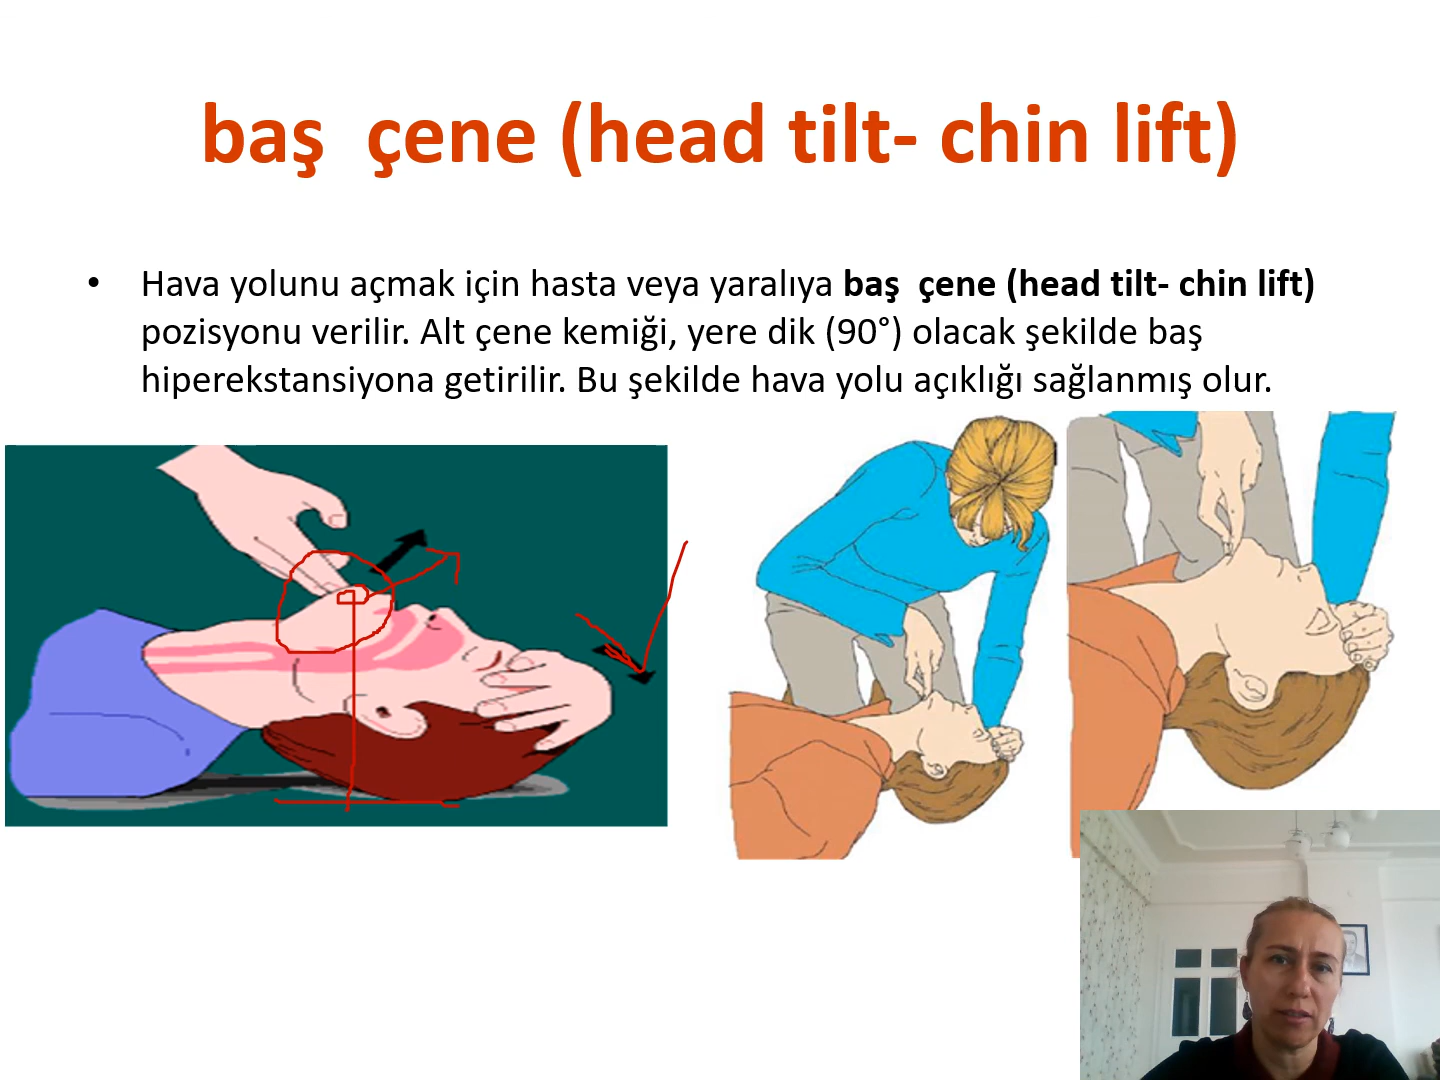 baş  çene (head tilt- chin lift)
• Hava yolunu açmak için hasta veya yaralıya baş  çene (head tilt- chin lift)
pozisyonu verilir. Alt çene kemiği, yere dik (90°) olacak şekilde baş
hiperekstansiyona getirilir. Bu şekilde hava yolu açıklığı sağlanmış olur.